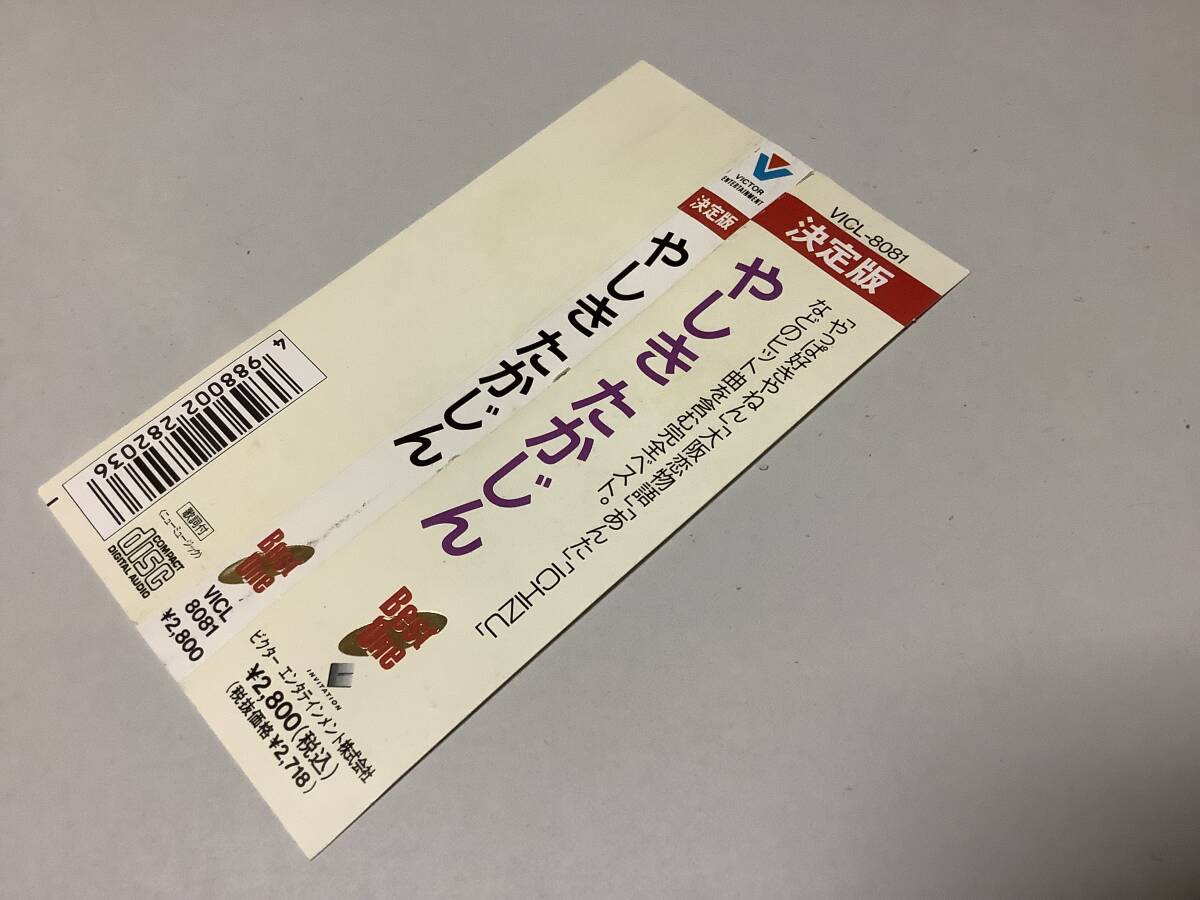 VICL-8081
決定版
「やっぱ好きやねん」「大阪恋物語」「あんた」「ICHIZU」
などのヒット曲を含む完全ベスト。
やしきたかじん
Best
One
INVITATION
ビクター エンタテインメント株式会社
¥2,800(税込)
(税抜価格¥2,718)
VICTOR
ENTERTAINMENT
決定版
やしきたかじん
Best
One
VICL
8081
¥2,800
4 988002 282036
歌詞付
(ニューミュージック)
COMPACT
disc
DIGITAL AUDIO